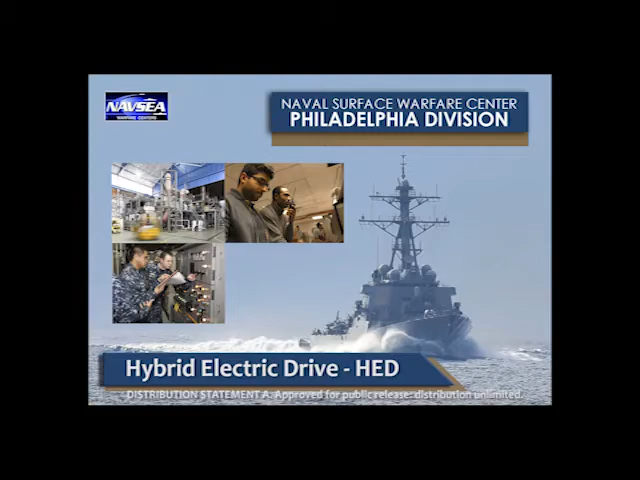 NAVSEA
WARFARE CENTERS
NAVAL SURFACE WARFARE CENTER
PHILADELPHIA DIVISION
Hybrid Electric Drive - HED
DISTRIBUTION STATEMENT A. Approved for public release: distribution unlimited.